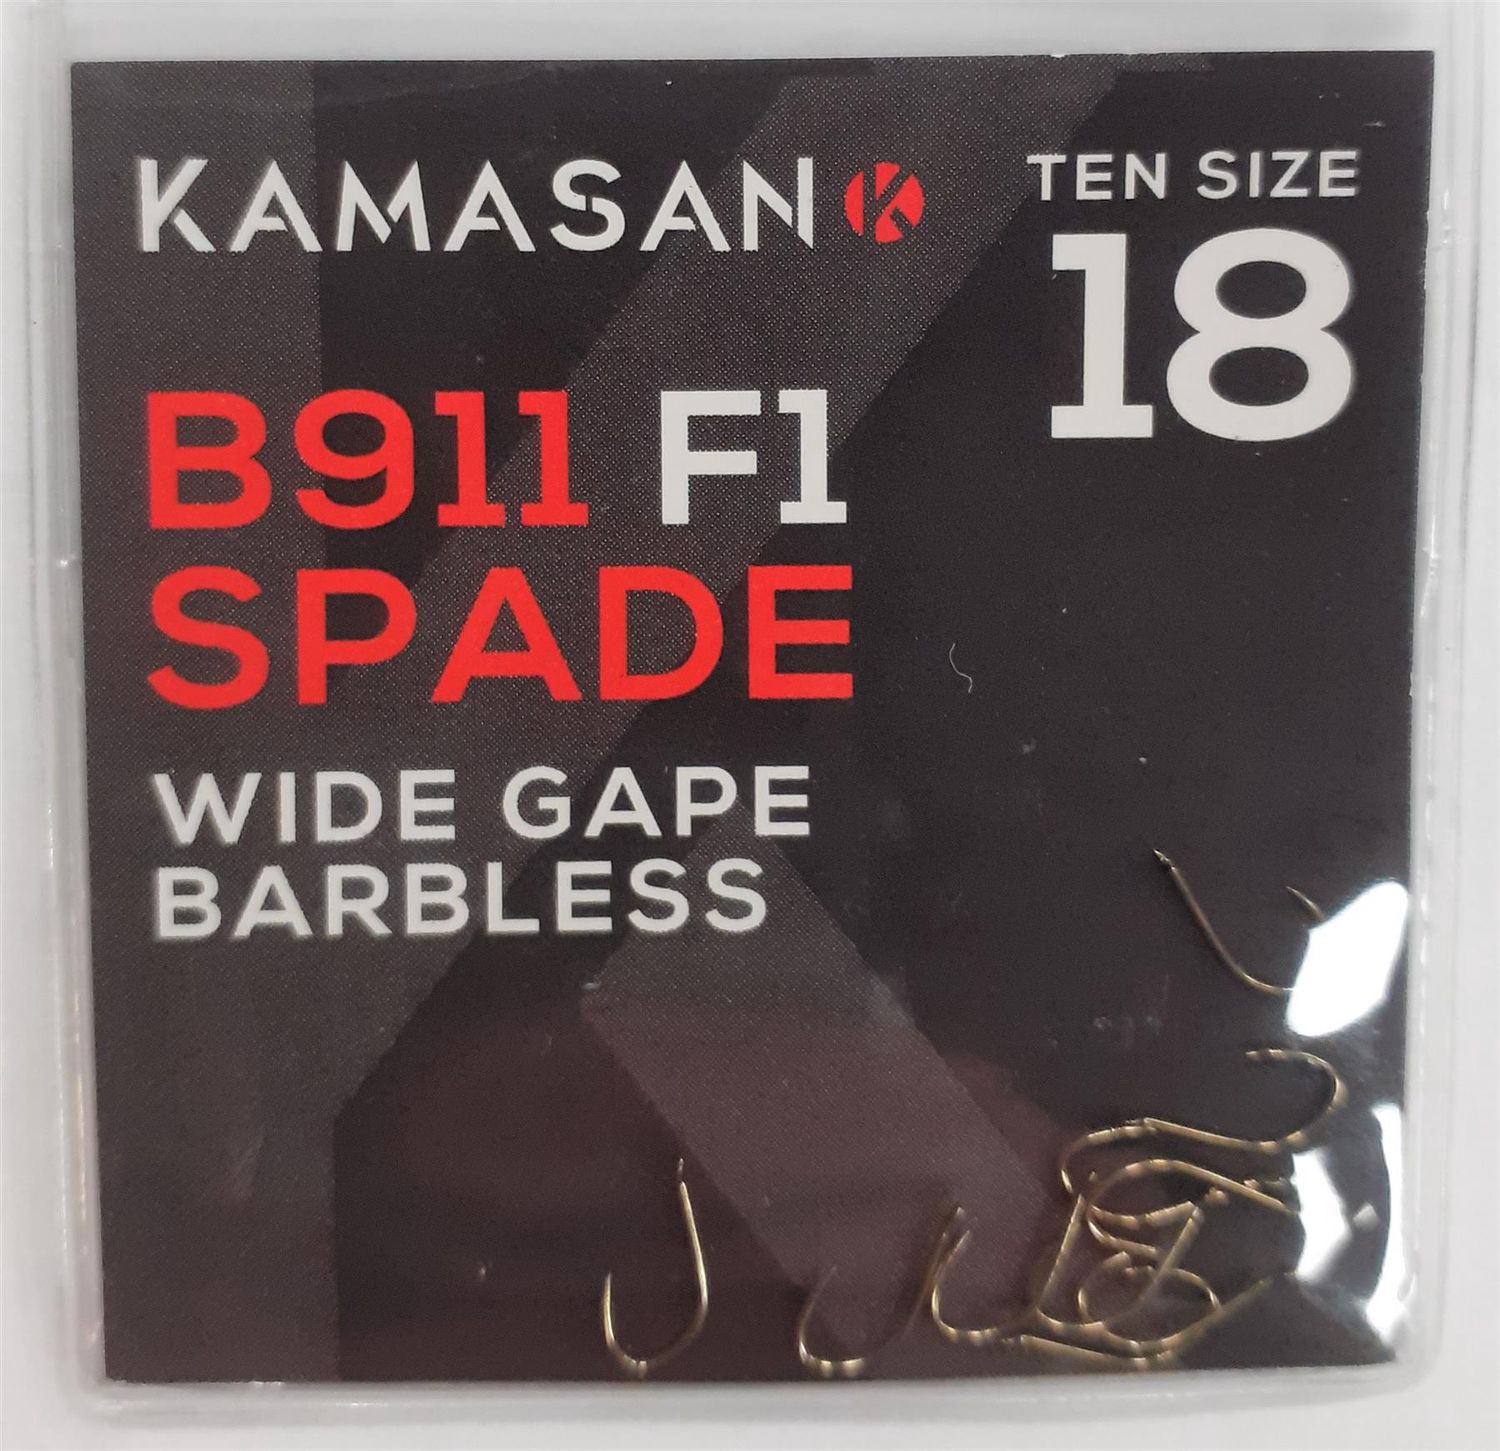 KAMASAN
TEN SIZE
18
B911 F1
SPADE
WIDE GAPE
BARBLESS